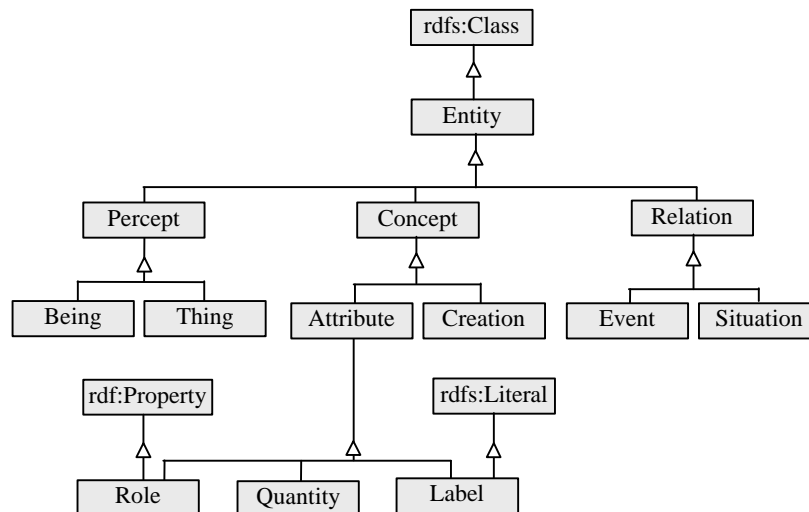 rdfs:Class
Entity
Percept
Concept
Relation
Being
Thing
Attribute
Creation
Event
Situation
rdf:Property
rdfs:Literal
Role
Quantity
Label